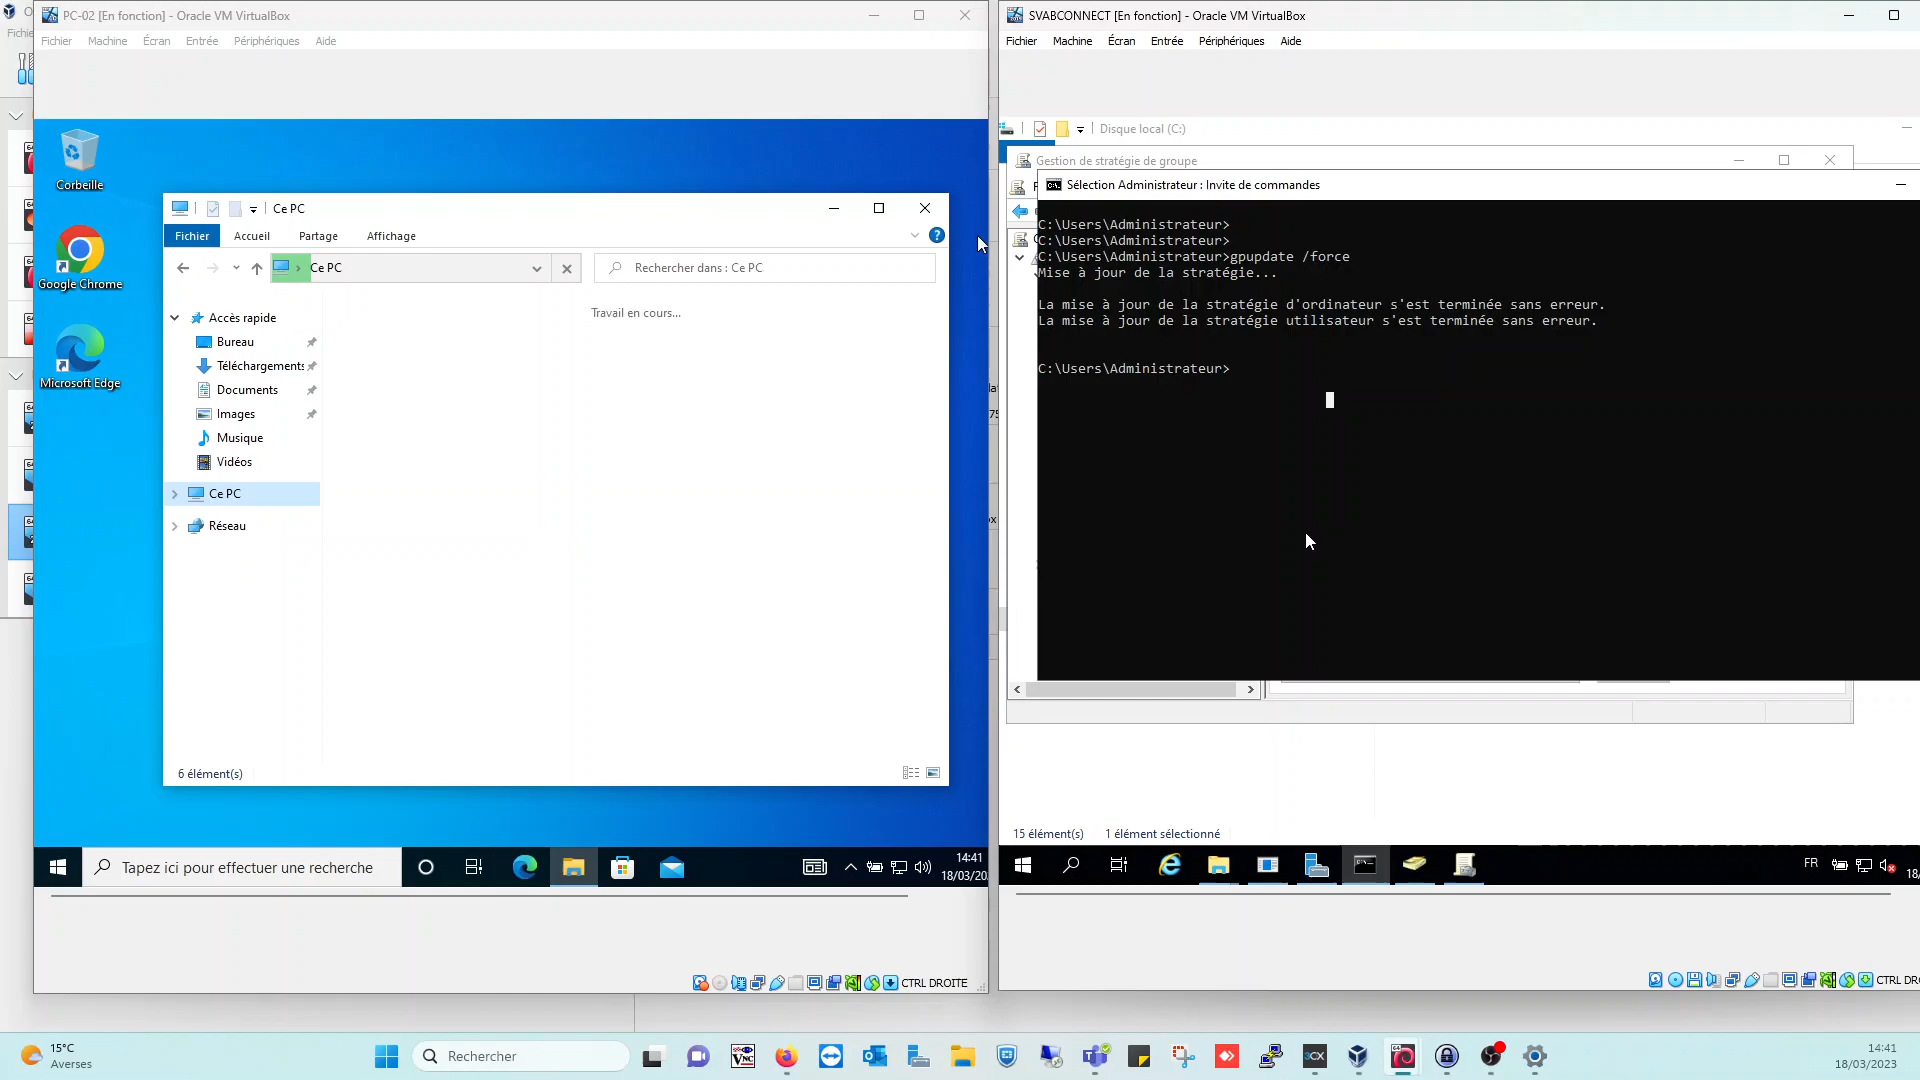 PC-02 [En fonction] - Oracle VM VirtualBox
Fichier Machine Écran Entrée Périphériques Aide
Corbeille
Google Chrome
Microsoft Edge
Ce PC
Fichier Accueil Partage Affichage
Ce PC
Rechercher dans : Ce PC
Travail en cours...
Accès rapide
Bureau
Téléchargements
Documents
Images
Musique
Vidéos
Ce PC
Réseau
6 élément(s)
Tapez ici pour effectuer une recherche
14:41
CTRL DROITE
SVABCONNECT [En fonction] - Oracle VM VirtualBox
Fichier Machine Écran Entrée Périphériques Aide
Disque local (C:)
Gestion de stratégie de groupe
Sélection Administrateur : Invite de commandes
C:\Users\Administrateur>
C:\Users\Administrateur>
C:\Users\Administrateur>gpupdate /force
Mise à jour de la stratégie...
La mise à jour de la stratégie d'ordinateur s'est terminée sans erreur.
La mise à jour de la stratégie utilisateur s'est terminée sans erreur.
C:\Users\Administrateur>
15 élément(s) 1 élément sélectionné
FR
15°C
Averses
Rechercher
14:41
18/03/2023